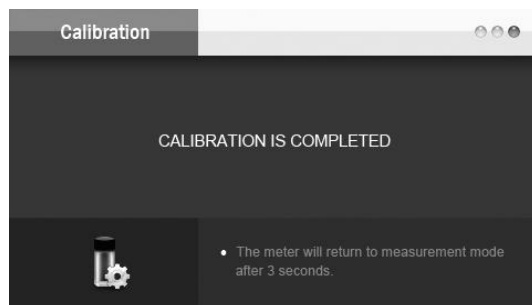 Calibration
CALIBRATION IS COMPLETED
• The meter will return to measurement mode
after 3 seconds.